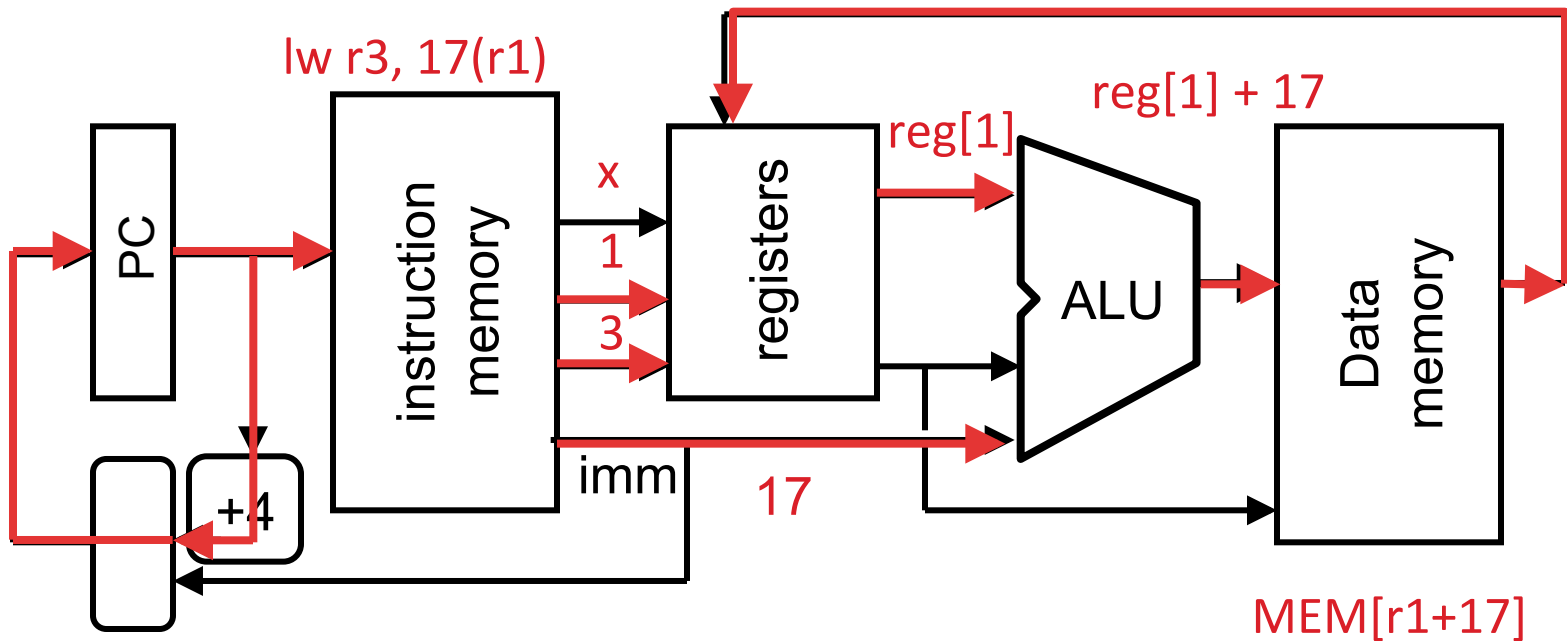 lw r3, 17(r1)
reg[1] + 17
reg[1]
x
1
3
PC
instruction
memory
registers
ALU
Data
memory
+4
imm
17
MEM[r1+17]